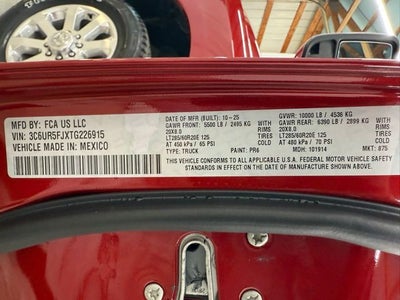 MFD BY: FCA US LLC
VIN: 3C6UR5FJXTG226915
VEHICLE MADE IN: MEXICO
DATE OF MFR (BUILT): 10-25
GAWR FRONT: 5500 LB / 2495 KG
WITH
20X8.0
RIMS
LT285/60R20E 125
TIRES
AT 450 kPa / 65 PSI
COLD
TYPE: TRUCK
PAINT: PR6
GVWR: 10000 LB / 4536 KG
GAWR REAR: 6390 LB / 2899 KG
WITH
20X8.0
RIMS
LT285/60R20E 125
TIRES
AT 480 kPa / 70 PSI
COLD
MDH: 101914
MKT: 875
THIS VEHICLE CONFORMS TO ALL APPLICABLE U.S.A. FEDERAL MOTOR VEHICLE SAFETY
STANDARDS IN EFFECT ON THE DATE OF MANUFACTURE SHOWN ABOVE